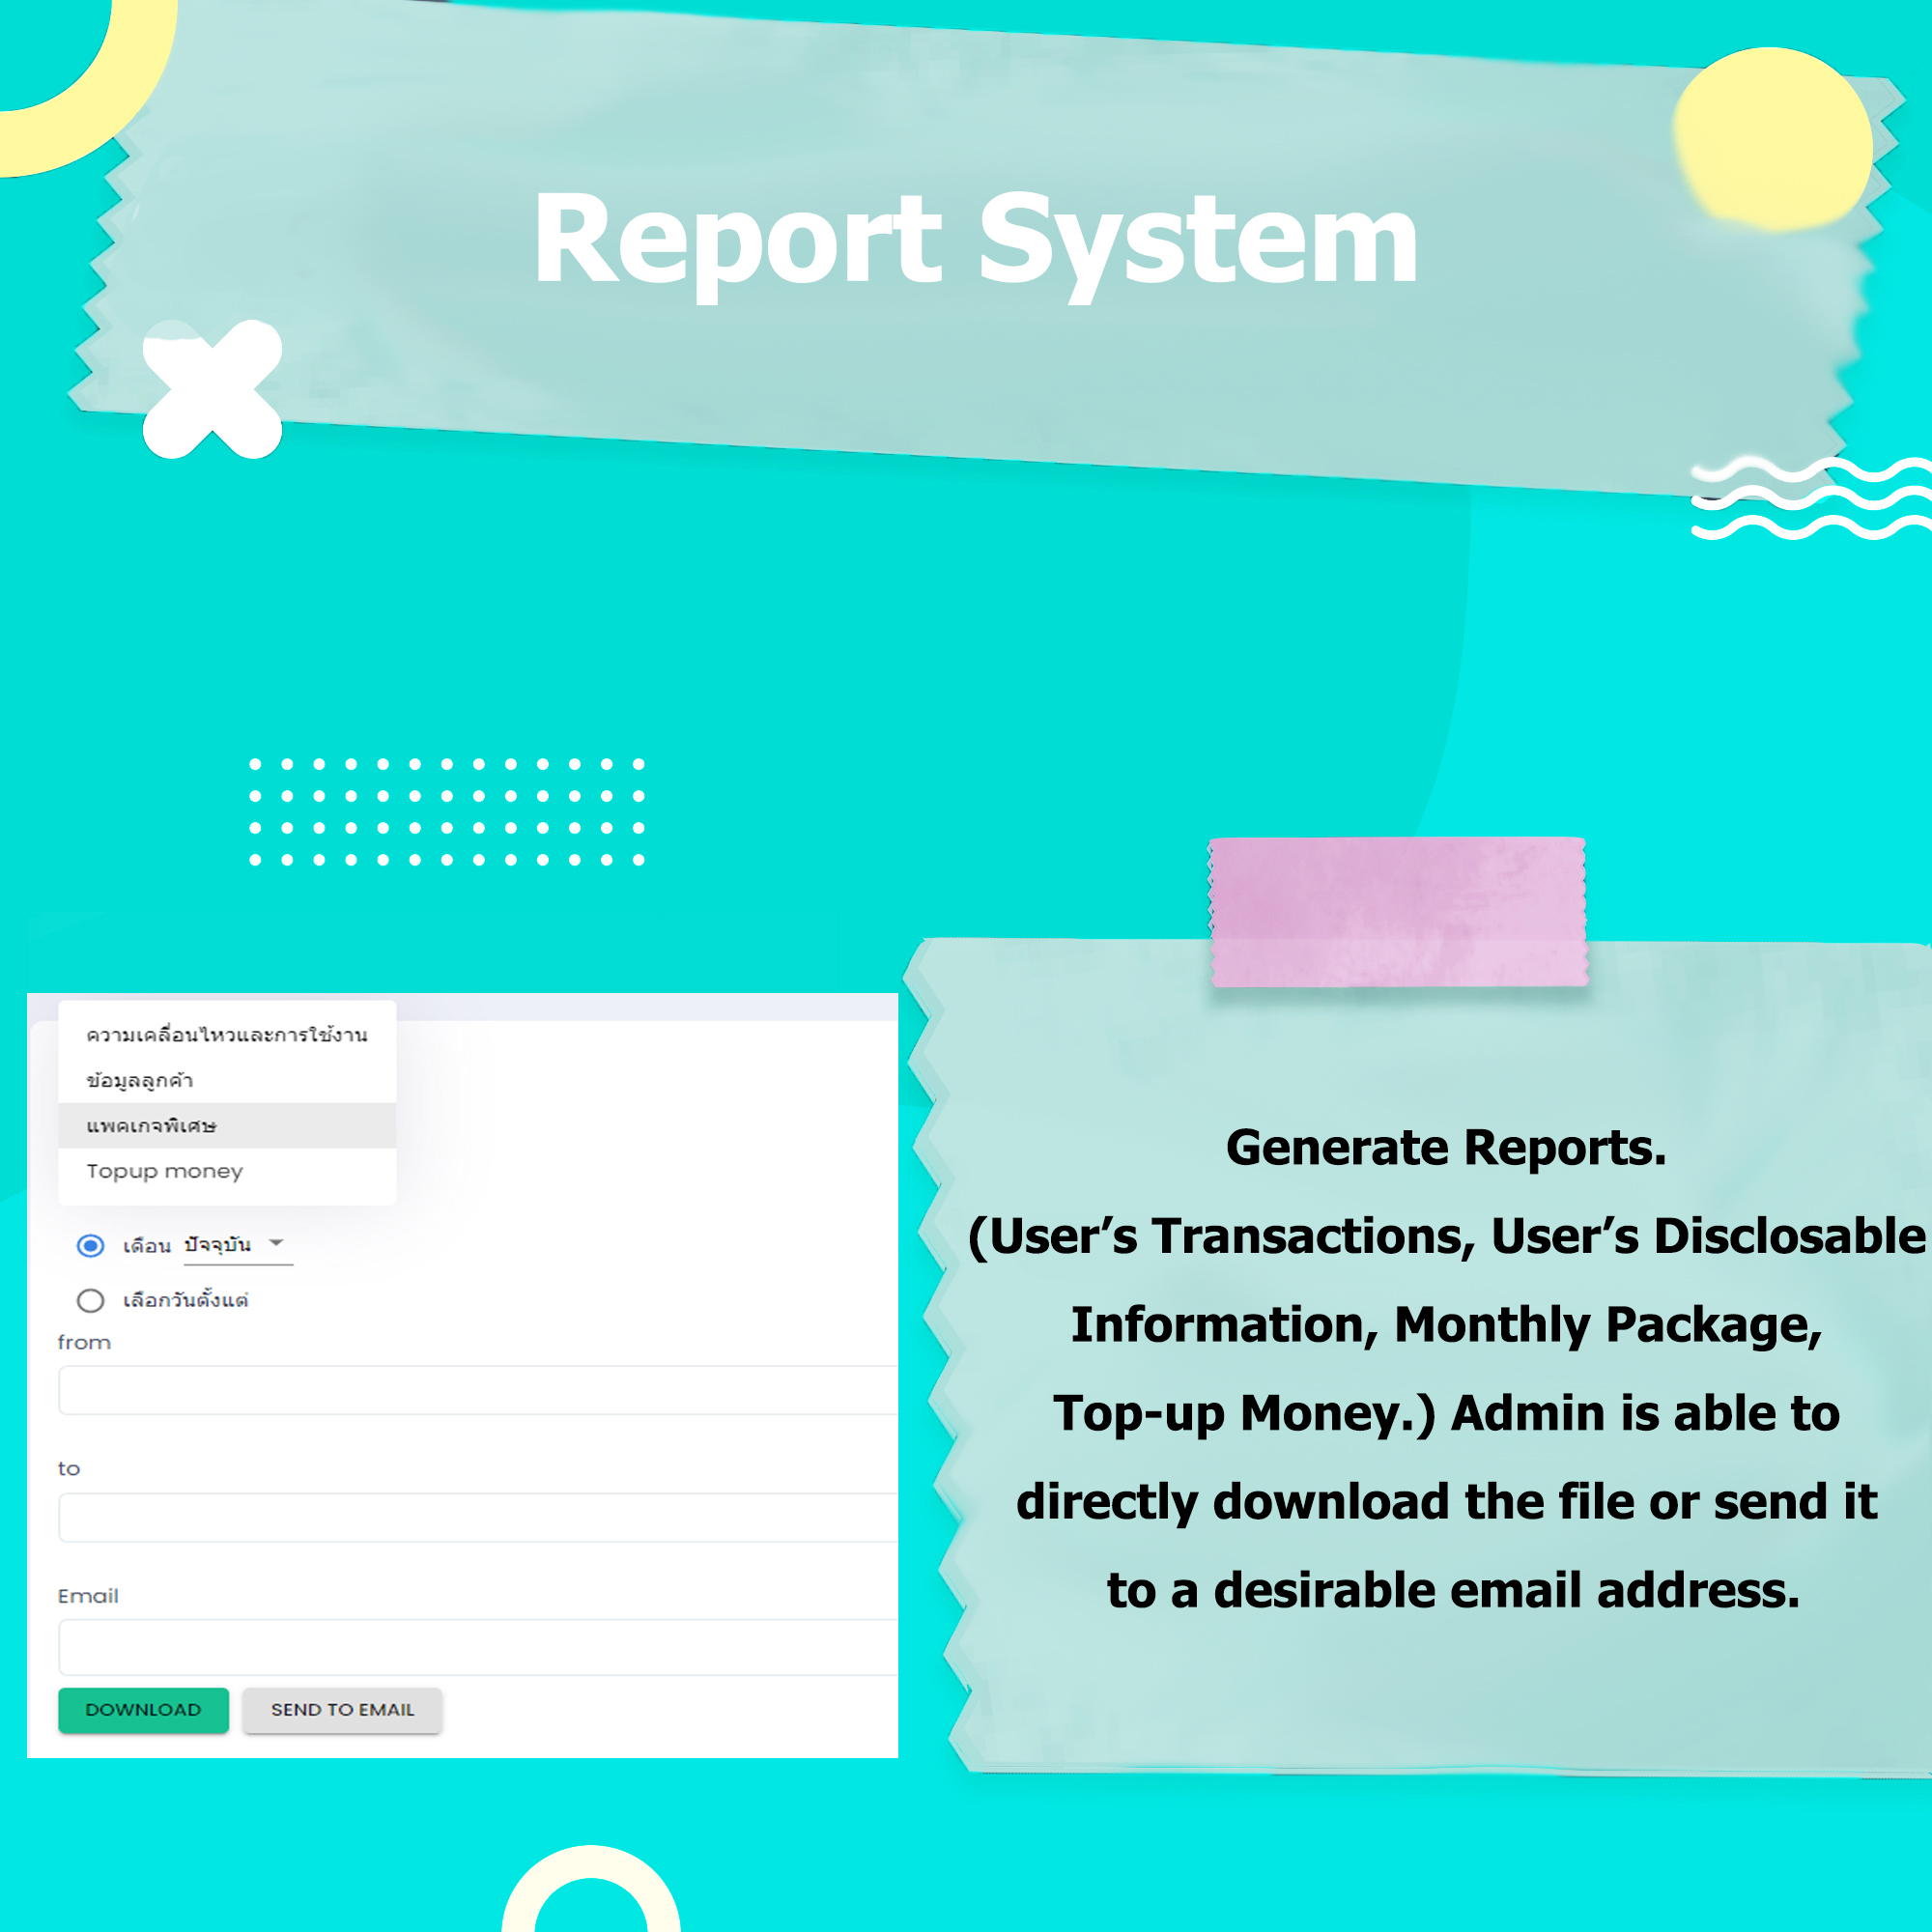 Report System
ความเคลื่อนไหวและการใช้งาน
ข้อมูลลูกค้า
แพคเกจพิเศษ
Topup money
เดือน ปัจจุบัน
เลือกวันตั้งแต่
from
to
Email
DOWNLOAD SEND TO EMAIL
Generate Reports.
(User’s Transactions, User’s Disclosable
Information, Monthly Package,
Top-up Money.) Admin is able to
directly download the file or send it
to a desirable email address.